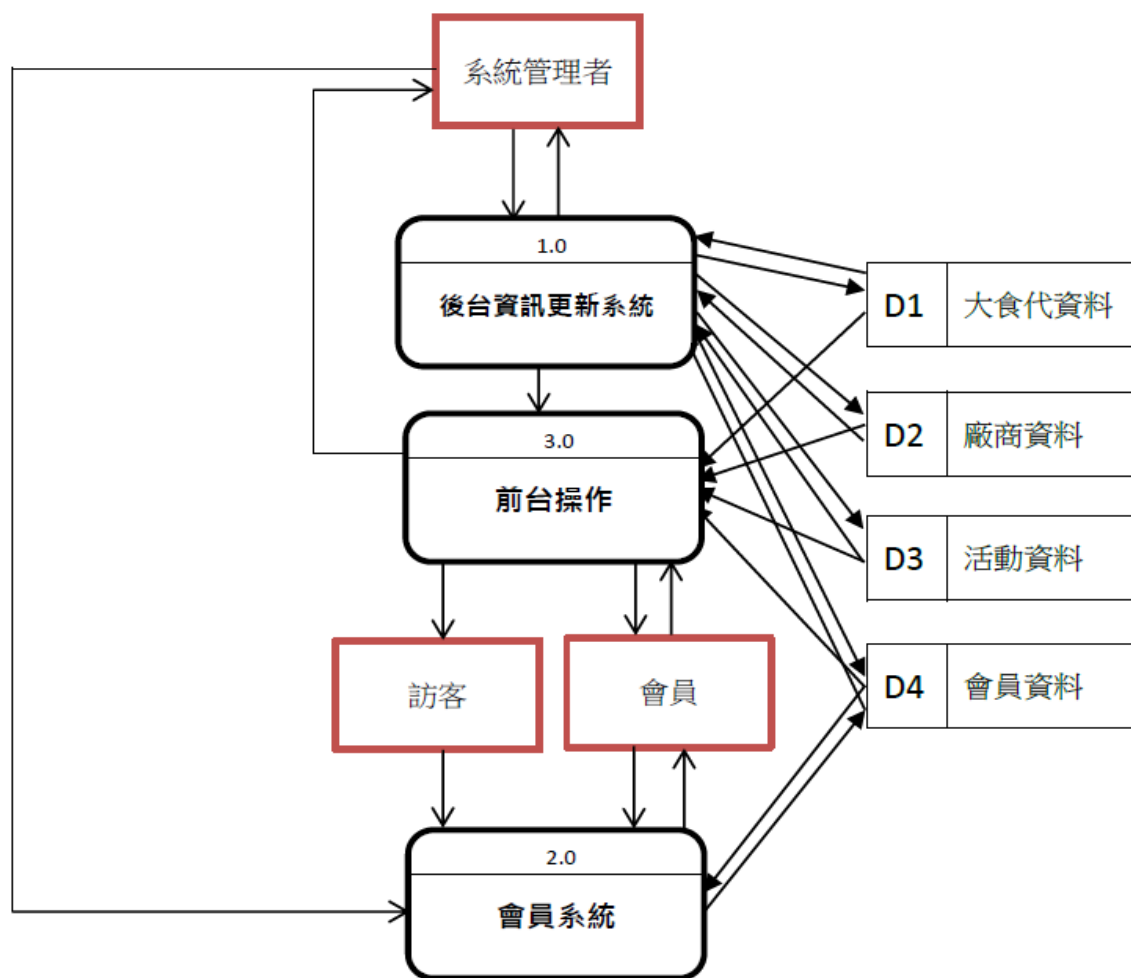 系統管理者
1.0
後台資訊更新系統
D1 大食代資料
3.0
前台操作
D2 廠商資料
D3 活動資料
訪客
會員
D4 會員資料
2.0
會員系統